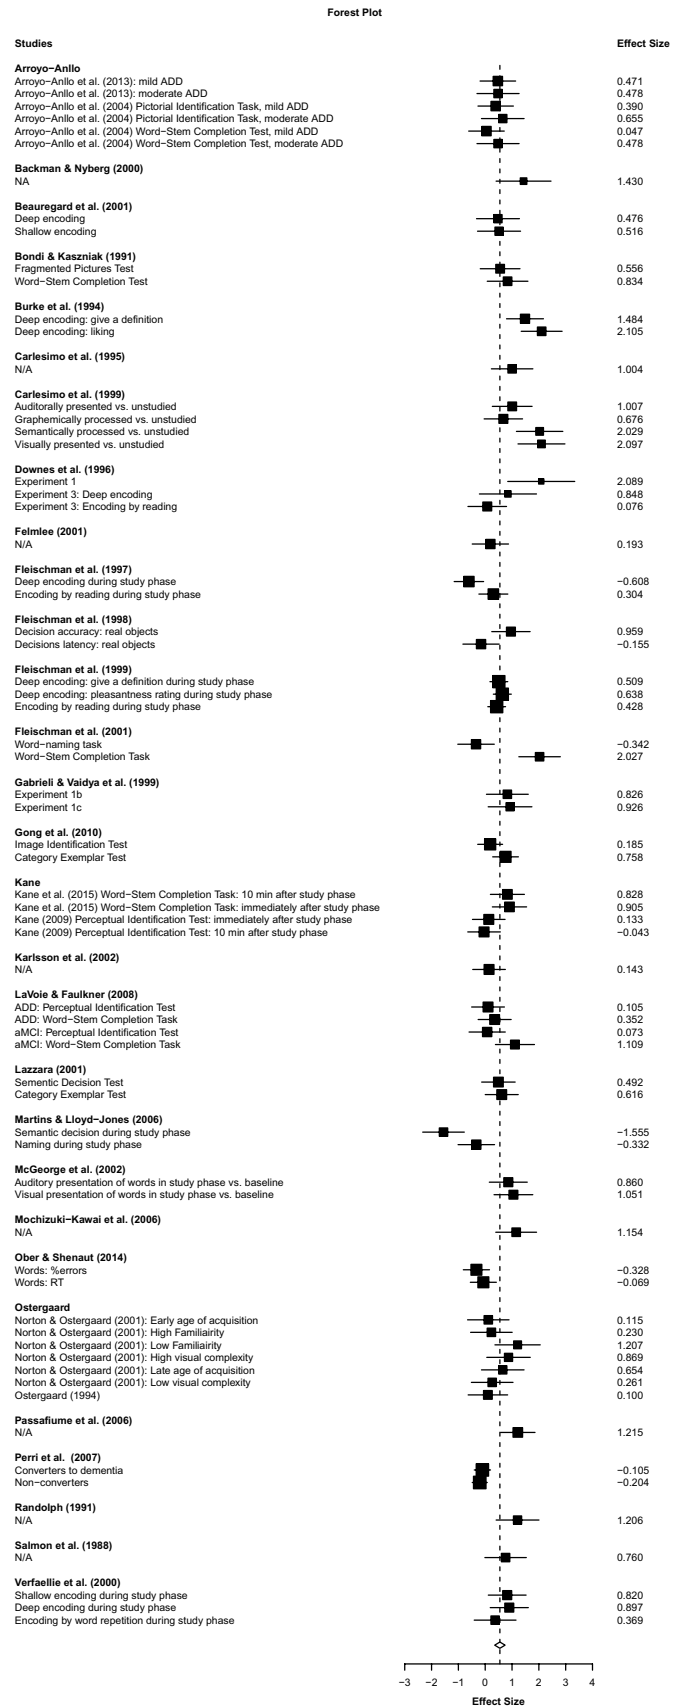 Forest Plot
Studies Effect Size
Arroyo−Anllo
Arroyo−Anllo et al. (2013): mild ADD 0.471
Arroyo−Anllo et al. (2013): moderate ADD 0.478
Arroyo−Anllo et al. (2004) Pictorial Identification Task, mild ADD 0.390
Arroyo−Anllo et al. (2004) Pictorial Identification Task, moderate ADD 0.655
Arroyo−Anllo et al. (2004) Word−Stem Completion Test, mild ADD 0.047
Arroyo−Anllo et al. (2004) Word−Stem Completion Test, moderate ADD 0.478
Backman & Nyberg (2000)
NA 1.430
Beauregard et al. (2001)
Deep encoding 0.476
Shallow encoding 0.516
Bondi & Kaszniak (1991)
Fragmented Pictures Test 0.556
Word−Stem Completion Test 0.834
Burke et al. (1994)
Deep encoding: give a definition 1.484
Deep encoding: liking 2.105
Carlesimo et al. (1995)
N/A 1.004
Carlesimo et al. (1999)
Auditorally presented vs. unstudied 1.007
Graphemically processed vs. unstudied 0.676
Semantically processed vs. unstudied 2.029
Visually presented vs. unstudied 2.097
Downes et al. (1996)
Experiment 1 2.089
Experiment 3: Deep encoding 0.848
Experiment 3: Encoding by reading 0.076
Felmlee (2001)
N/A 0.193
Fleischman et al. (1997)
Deep encoding during study phase −0.608
Encoding by reading during study phase 0.304
Fleischman et al. (1998)
Decision accuracy: real objects 0.959
Decisions latency: real objects −0.155
Fleischman et al. (1999)
Deep encoding: give a definition during study phase 0.509
Deep encoding: pleasantness rating during study phase 0.638
Encoding by reading during study phase 0.428
Fleischman et al. (2001)
Word−naming task −0.342
Word−Stem Completion Task 2.027
Gabrieli & Vaidya et al. (1999)
Experiment 1b 0.826
Experiment 1c 0.926
Gong et al. (2010)
Image Identification Test 0.185
Category Exemplar Test 0.758
Kane
Kane et al. (2015) Word−Stem Completion Task: 10 min after study phase 0.828
Kane et al. (2015) Word−Stem Completion Task: immediately after study phase 0.905
Kane (2009) Perceptual Identification Test: immediately after study phase 0.133
Kane (2009) Perceptual Identification Test: 10 min after study phase −0.043
Karlsson et al. (2002)
N/A 0.143
LaVoie & Faulkner (2008)
ADD: Perceptual Identification Test 0.105
ADD: Word−Stem Completion Task 0.352
aMCI: Perceptual Identification Test 0.073
aMCI: Word−Stem Completion Task 1.109
Lazzara (2001)
Sementic Decision Test 0.492
Category Exemplar Test 0.616
Martins & Lloyd−Jones (2006)
Semantic decision during study phase −1.555
Naming during study phase −0.332
McGeorge et al. (2002)
Auditory presentation of words in study phase vs. baseline 0.860
Visual presentation of words in study phase vs. baseline 1.051
Mochizuki−Kawai et al. (2006)
N/A 1.154
Ober & Shenaut (2014)
Words: %errors −0.328
Words: RT −0.069
Ostergaard
Norton & Ostergaard (2001): Early age of acquisition 0.115
Norton & Ostergaard (2001): High Familiairity 0.230
Norton & Ostergaard (2001): Low Familiairity 1.207
Norton & Ostergaard (2001): High visual complexity 0.869
Norton & Ostergaard (2001): Late age of acquisition 0.654
Norton & Ostergaard (2001): Low visual complexity 0.261
Ostergaard (1994) 0.100
Passafiume et al. (2006)
N/A 1.215
Perri et al. (2007)
Converters to dementia −0.105
Non−converters −0.204
Randolph (1991)
N/A 1.206
Salmon et al. (1988)
N/A 0.760
Verfaellie et al. (2000)
Shallow encoding during study phase 0.820
Deep encoding during study phase 0.897
Encoding by word repetition during study phase 0.369
−3 −2 −1 0 1 2 3 4
Effect Size